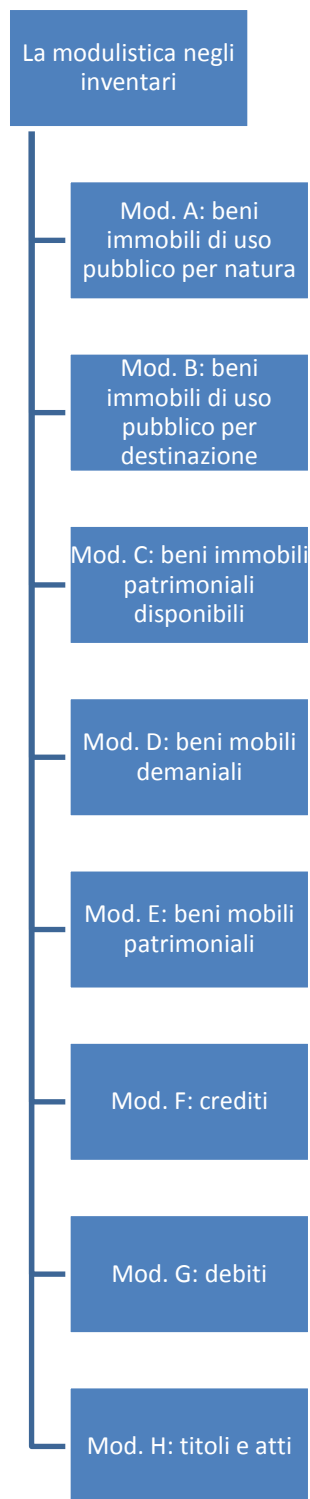 La modulistica negli
inventari
Mod. A: beni
immobili di uso
pubblico per natura
Mod. B: beni
immobili di uso
pubblico per
destinazione
Mod. C: beni immobili
patrimoniali
disponibili
Mod. D: beni mobili
demaniali
Mod. E: beni mobili
patrimoniali
Mod. F: crediti
Mod. G: debiti
Mod. H: titoli e atti